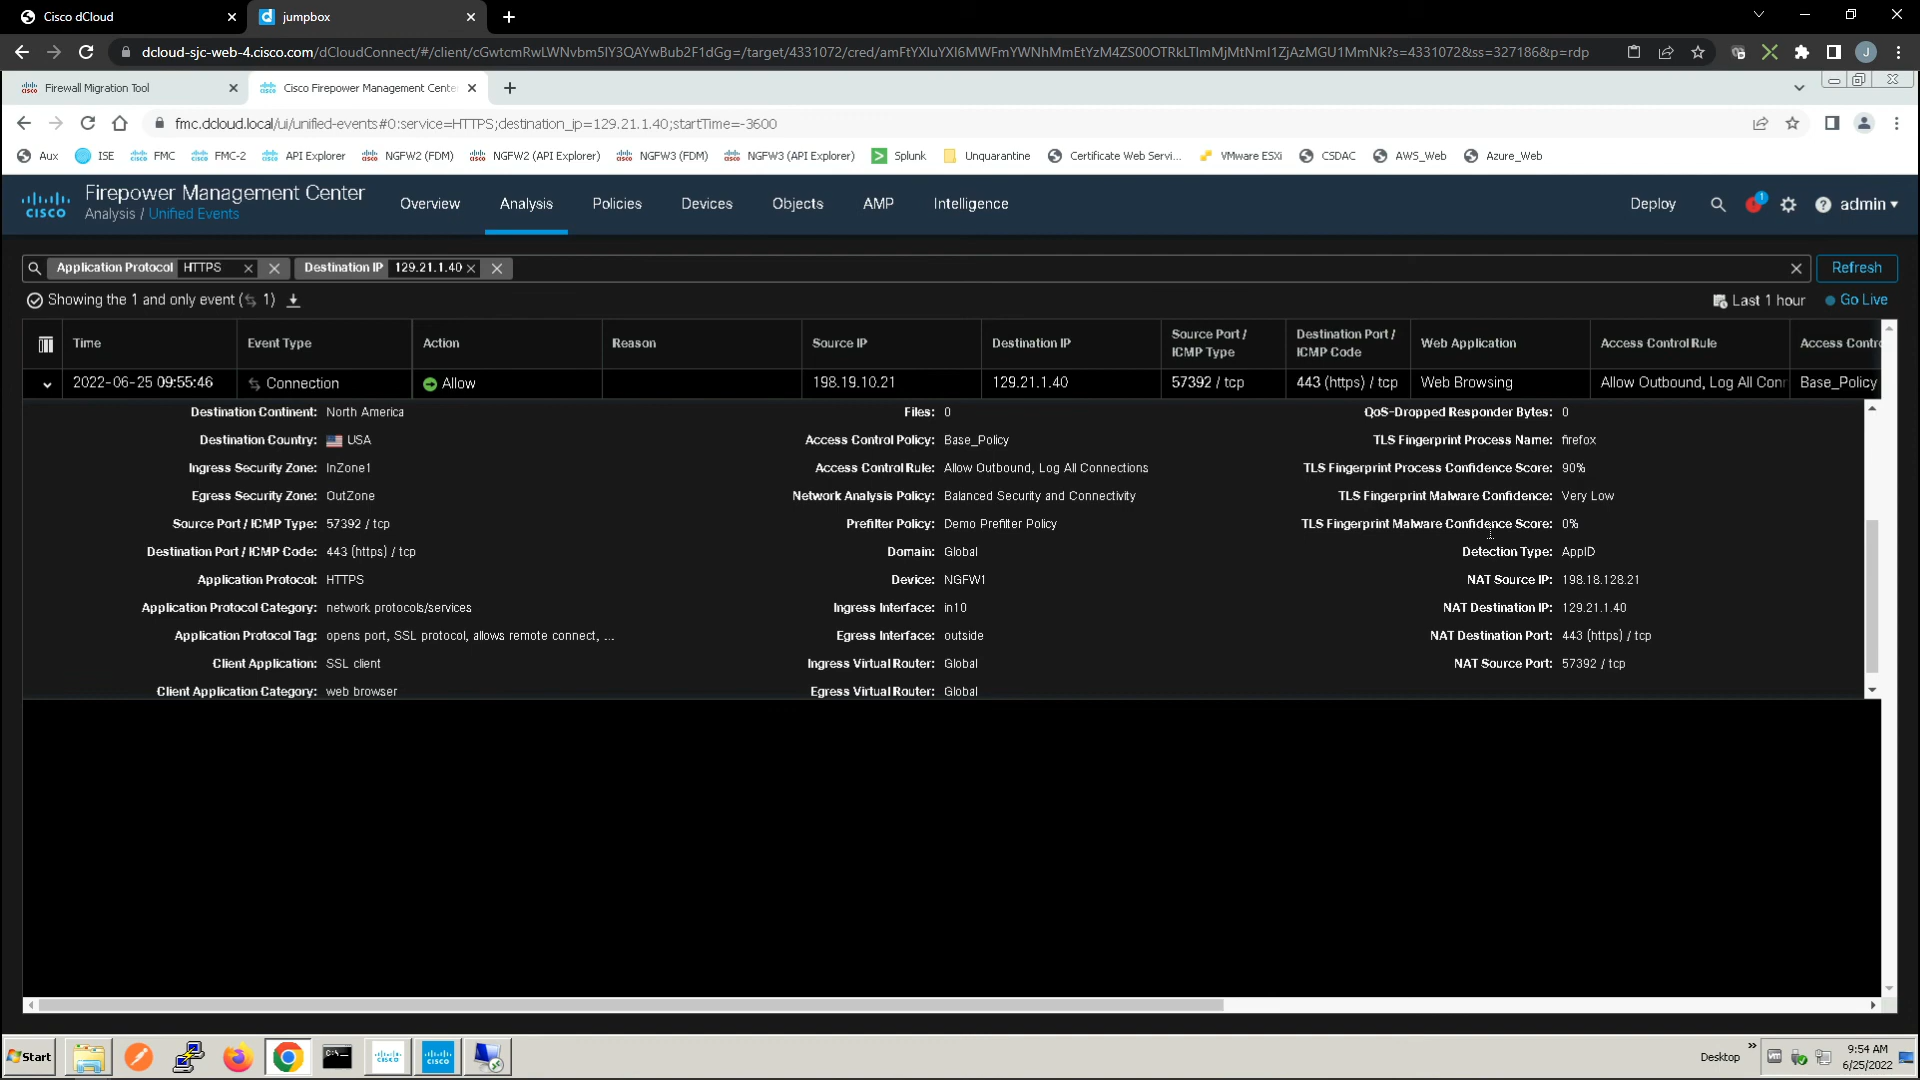 Cisco dCloud
jumpbox
dcloud-sjc-web-4.cisco.com/dCloudConnect/#/client/
J
Firewall Migration Tool
Cisco Firepower Management Cente
fmc.dcloud.local/ui/unified-events#0:service=HTTPS;destination_ip=129.21.1.40;startTime=-3600
Aux ISE FMC FMC-2 API Explorer NGFW2 (FDM) NGFW2 (API Explorer) NGFW3 (FDM) NGFW3 (API Explorer) Splunk Unquarantine Certificate Web Servi... VMware ESXi CSDAC AWS_Web Azure_Web
CISCO
Firepower Management Center
Analysis / Unified Events
Overview Analysis Policies Devices Objects AMP Intelligence
Deploy 1 admin
Application Protocol HTTPS Destination IP 129.21.1.40 Refresh
Showing the 1 and only event ( 1) Last 1 hour Go Live
Time Event Type Action Reason Source IP Destination IP Source Port / ICMP Type Destination Port / ICMP Code Web Application Access Control Rule Access Contro
2022-06-25 09:55:46 Connection Allow 198.19.10.21 129.21.1.40 57392 / tcp 443 (https) / tcp Web Browsing Allow Outbound, Log All Conn Base_Policy
Destination Continent: North America
Destination Country: USA
Ingress Security Zone: InZone1
Egress Security Zone: OutZone
Source Port / ICMP Type: 57392 / tcp
Destination Port / ICMP Code: 443 (https) / tcp
Application Protocol: HTTPS
Application Protocol Category: network protocols/services
Application Protocol Tag: opens port, SSL protocol, allows remote connect, ...
Client Application: SSL client
Client Application Category: web browser
Files: 0
Access Control Policy: Base_Policy
Access Control Rule: Allow Outbound, Log All Connections
Network Analysis Policy: Balanced Security and Connectivity
Prefilter Policy: Demo Prefilter Policy
Domain: Global
Device: NGFW1
Ingress Interface: in10
Egress Interface: outside
Ingress Virtual Router: Global
Egress Virtual Router: Global
QoS-Dropped Responder Bytes: 0
TLS Fingerprint Process Name: firefox
TLS Fingerprint Process Confidence Score: 90%
TLS Fingerprint Malware Confidence: Very Low
TLS Fingerprint Malware Confidence Score: 0%
Detection Type: AppID
NAT Source IP: 198.18.128.21
NAT Destination IP: 129.21.1.40
NAT Destination Port: 443 (https) / tcp
NAT Source Port: 57392 / tcp
Start
Desktop
9:54 AM
6/25/2022